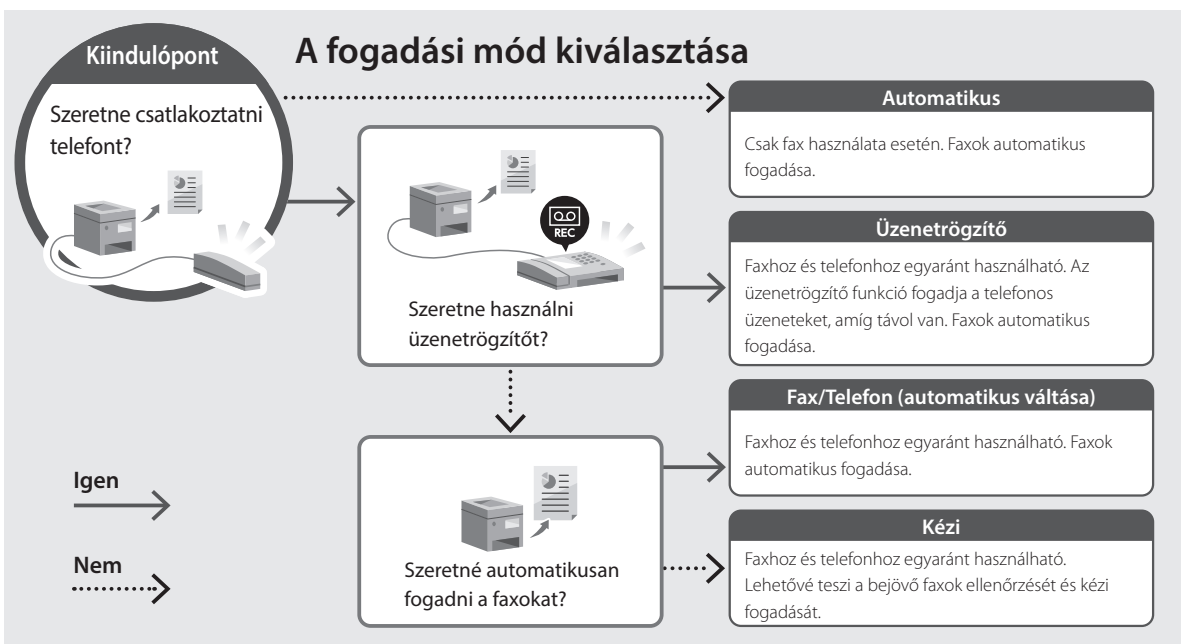 A fogadási mód kiválasztása
Kiindulópont
Szeretne csatlakoztatni
telefont?
REC
Szeretne használni
üzenetrögzítőt?
Szeretné automatikusan
fogadni a faxokat?
Automatikus
Csak fax használata esetén. Faxok automatikus
fogadása.
Üzenetrögzítő
Faxhoz és telefonhoz egyaránt használható. Az
üzenetrögzítő funkció fogadja a telefonos
üzeneteket, amíg távol van. Faxok automatikus
fogadása.
Fax/Telefon (automatikus váltása)
Faxhoz és telefonhoz egyaránt használható. Faxok
automatikus fogadása.
Kézi
Faxhoz és telefonhoz egyaránt használható.
Lehetővé teszi a bejövő faxok ellenőrzését és kézi
fogadását.
Igen
Nem